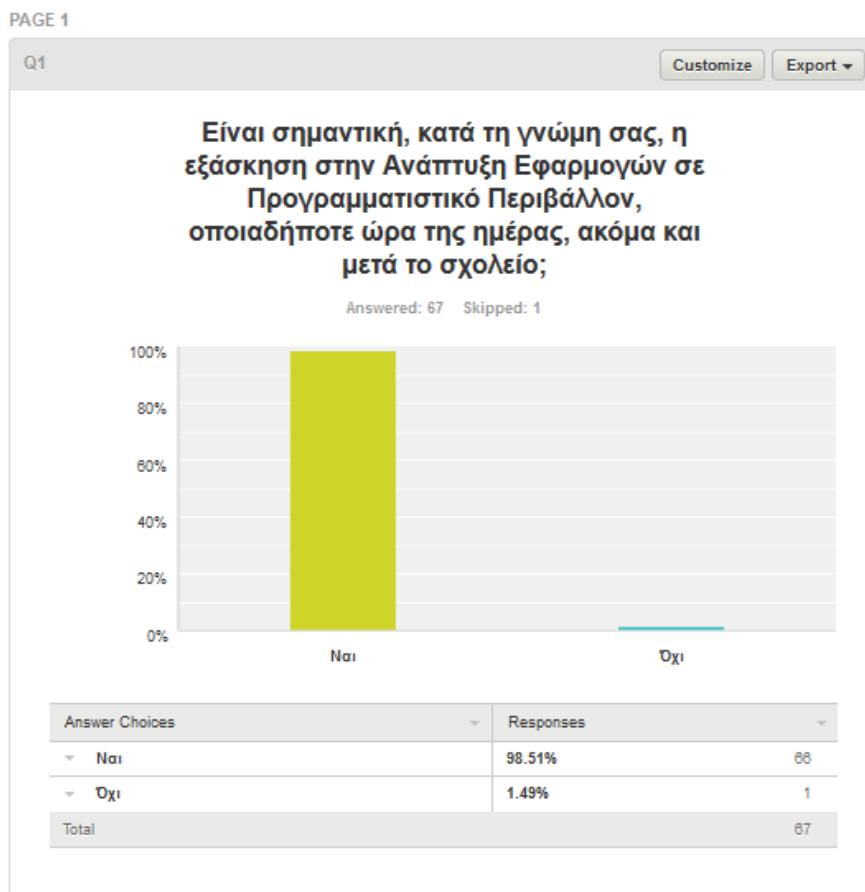 PAGE 1
Q1
Customize
Export
Είναι σημαντική, κατά τη γνώμη σας, η
εξάσκηση στην Ανάπτυξη Εφαρμογών σε
Προγραμματιστικό Περιβάλλον,
οποιαδήποτε ώρα της ημέρας, ακόμα και
μετά το σχολείο;
Answered: 67 Skipped: 1
100%
80%
60%
40%
20%
0%
Ναι Όχι
Answer Choices Responses
Ναι 98.51% 66
Όχι 1.49% 1
Total 67